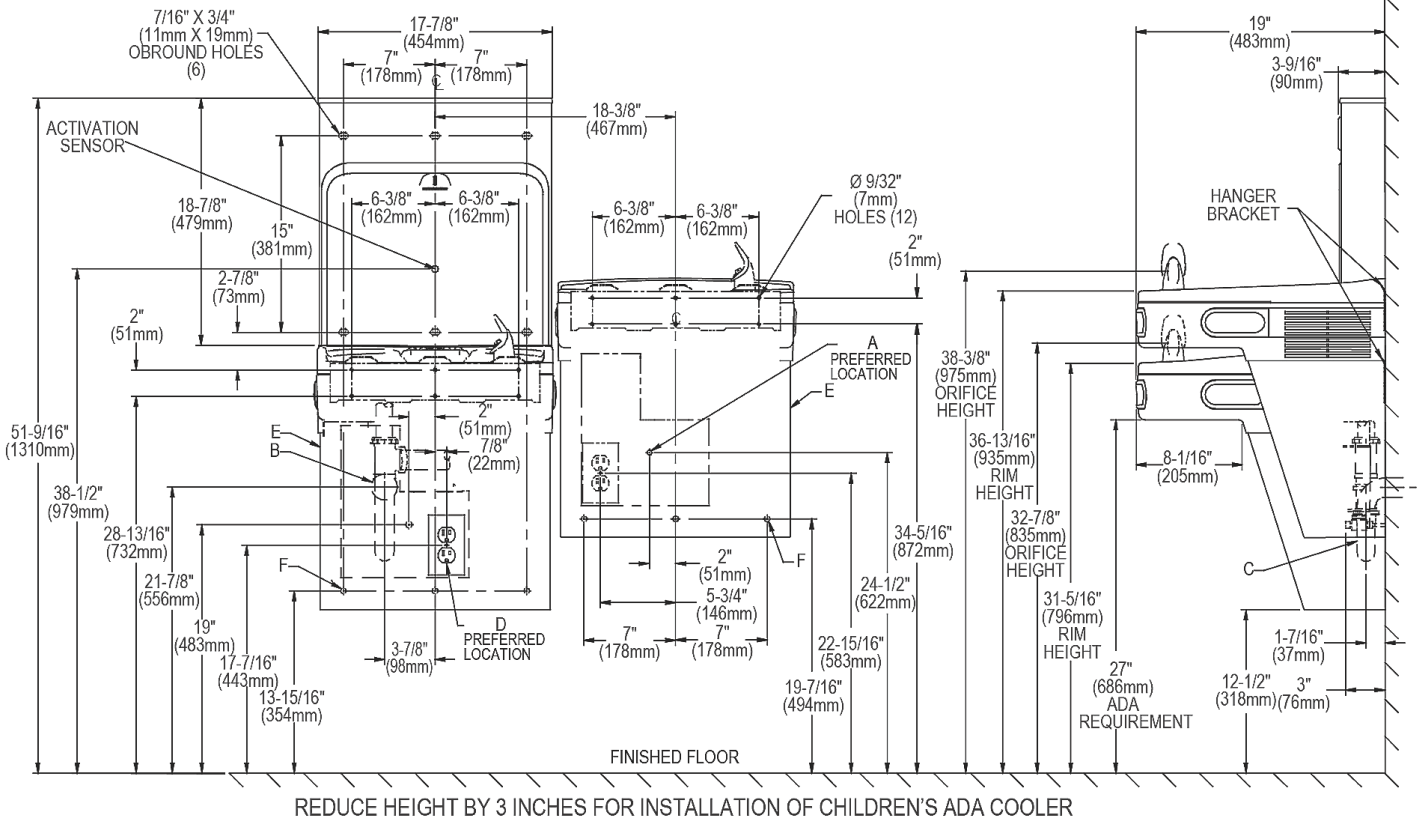 7/16" X 3/4"
(11mm X 19mm)
OBROUND HOLES
(6)
17-7/8"
(454mm)
7"
(178mm)
7"
(178mm)
℄
19"
(483mm)
3-9/16"
(90mm)
18-3/8"
(467mm)
ACTIVATION
SENSOR
18-7/8"
(479mm)
15"
(381mm)
6-3/8"
(162mm)
6-3/8"
(162mm)
6-3/8"
(162mm)
6-3/8"
(162mm)
Ø 9/32"
(7mm)
HOLES (12)
HANGER
BRACKET
2"
(51mm)
2-7/8"
(73mm)
2"
(51mm)
℄
A
PREFERRED
LOCATION
E
38-3/8"
(975mm)
ORIFICE
HEIGHT
51-9/16"
(1310mm)
E
B
2"
(51mm)
7/8"
(22mm)
36-13/16"
(935mm)
RIM
HEIGHT
8-1/16"
(205mm)
38-1/2"
(979mm)
28-13/16"
(732mm)
34-5/16"
(872mm)
32-7/8"
(835mm)
ORIFICE
HEIGHT
21-7/8"
(556mm)
F
2"
(51mm)
F
24-1/2"
(622mm)
C
5-3/4"
(146mm)
31-5/16"
(796mm)
RIM
HEIGHT
19"
(483mm)
D
PREFERRED
LOCATION
7"
(178mm)
7"
(178mm)
22-15/16"
(583mm)
1-7/16"
(37mm)
17-7/16"
(443mm)
3-7/8"
(98mm)
27"
(686mm)
ADA
REQUIREMENT
12-1/2"
(318mm)
3"
(76mm)
13-15/16"
(354mm)
19-7/16"
(494mm)
FINISHED FLOOR
REDUCE HEIGHT BY 3 INCHES FOR INSTALLATION OF CHILDREN'S ADA COOLER